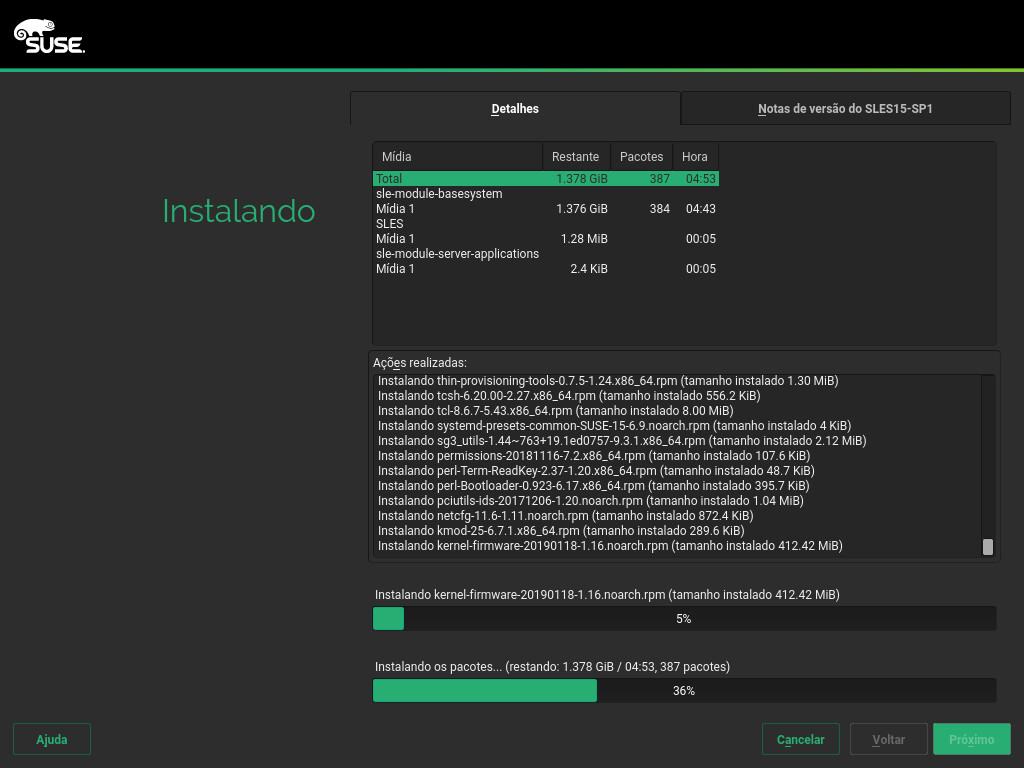 SUSE.
Detalhes
Notas de versão do SLES15-SP1
Mídia Restante Pacotes Hora
Total 1.378 GiB 387 04:53
sle-module-basesystem
Mídia 1 1.376 GiB 384 04:43
SLES
Mídia 1 1.28 MiB 00:05
sle-module-server-applications
Mídia 1 2.4 KiB 00:05
Instalando
Ações realizadas:
Instalando thin-provisioning-tools-0.7.5-1.24.x86_64.rpm (tamanho instalado 1.30 MiB)
Instalando tcsh-6.20.00-2.27.x86_64.rpm (tamanho instalado 556.2 KiB)
Instalando tcl-8.6.7-5.43.x86_64.rpm (tamanho instalado 8.00 MiB)
Instalando systemd-presets-common-SUSE-15-6.9.noarch.rpm (tamanho instalado 4 KiB)
Instalando sg3_utils-1.44~763+19.1ed0757-9.3.1.x86_64.rpm (tamanho instalado 2.12 MiB)
Instalando permissions-20181116-7.2.x86_64.rpm (tamanho instalado 107.6 KiB)
Instalando perl-Term-ReadKey-2.37-1.20.x86_64.rpm (tamanho instalado 48.7 KiB)
Instalando perl-Bootloader-0.923-6.17.x86_64.rpm (tamanho instalado 395.7 KiB)
Instalando pciutils-ids-20171206-1.20.noarch.rpm (tamanho instalado 1.04 MiB)
Instalando netcfg-11.6-1.11.noarch.rpm (tamanho instalado 872.4 KiB)
Instalando kmod-25-6.7.1.x86_64.rpm (tamanho instalado 289.6 KiB)
Instalando kernel-firmware-20190118-1.16.noarch.rpm (tamanho instalado 412.42 MiB)
Instalando kernel-firmware-20190118-1.16.noarch.rpm (tamanho instalado 412.42 MiB)
5%
Instalando os pacotes... (restando: 1.378 GiB / 04:53, 387 pacotes)
36%
Ajuda
Cancelar
Voltar
Próximo